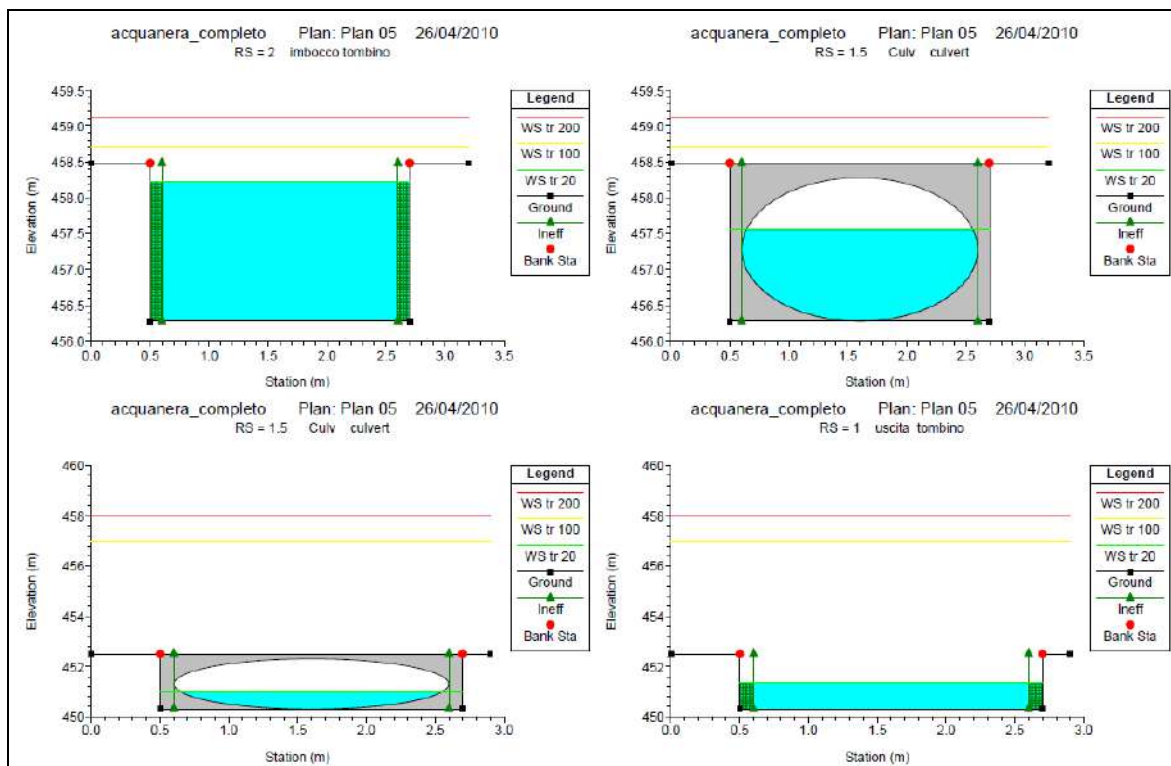 acquanera_completo Plan: Plan 05 26/04/2010
RS = 2 imbocco tombino
Elevation (m)
459.5
459.0
458.5
458.0
457.5
457.0
456.5
456.0
0.0 0.5 1.0 1.5 2.0 2.5 3.0 3.5
Station (m)
Legend
WS tr 200
WS tr 100
WS tr 20
Ground
Ineff
Bank Sta
acquanera_completo Plan: Plan 05 26/04/2010
RS = 1.5 Culv culvert
Elevation (m)
459.5
459.0
458.5
458.0
457.5
457.0
456.5
456.0
0.0 0.5 1.0 1.5 2.0 2.5 3.0 3.5
Station (m)
Legend
WS tr 200
WS tr 100
WS tr 20
Ground
Ineff
Bank Sta
acquanera_completo Plan: Plan 05 26/04/2010
RS = 1.5 Culv culvert
Elevation (m)
460
458
456
454
452
450
0.0 0.5 1.0 1.5 2.0 2.5 3.0
Station (m)
Legend
WS tr 200
WS tr 100
WS tr 20
Ground
Ineff
Bank Sta
acquanera_completo Plan: Plan 05 26/04/2010
RS = 1 uscita tombino
Elevation (m)
460
458
456
454
452
450
0.0 0.5 1.0 1.5 2.0 2.5 3.0
Station (m)
Legend
WS tr 200
WS tr 100
WS tr 20
Ground
Ineff
Bank Sta